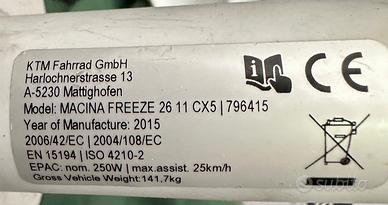 KTM Fahrrad GmbH
Harlochnerstrasse 13
A-5230 Mattighofen
Model: MACINA FREEZE 26 11 CX5 | 796415
Year of Manufacture: 2015
2006/42/EC | 2004/108/EC
EN 15194 | ISO 4210-2
EPAC: nom. 250W | max.assist. 25km/h
Gross Vehicle Weight:141,7kg
CE
subito